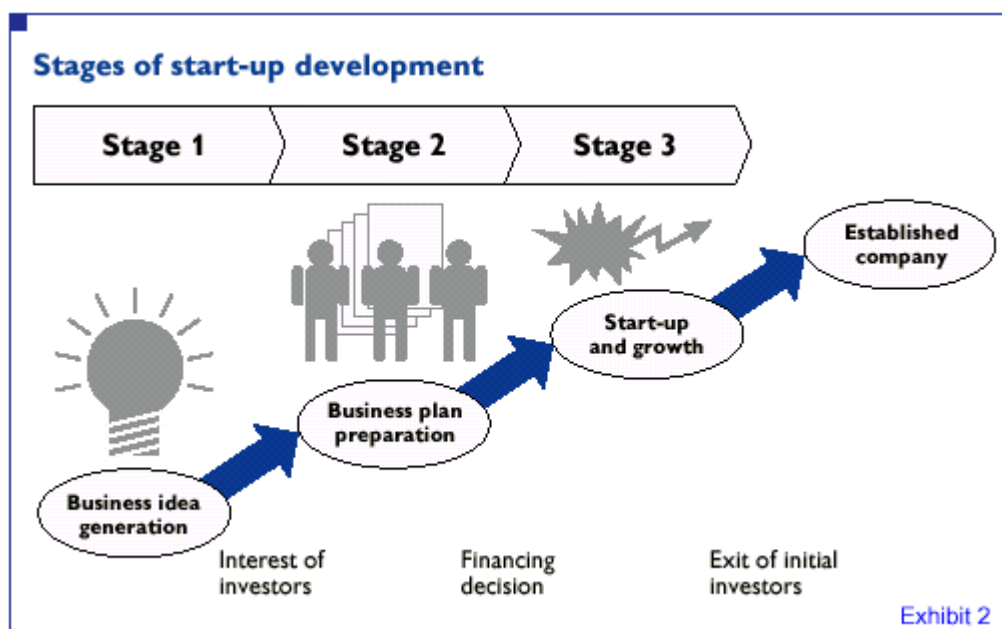 Stages of start-up development
Stage 1
Stage 2
Stage 3
Established
company
Start-up
and growth
Business plan
preparation
Business idea
generation
Interest of
investors
Financing
decision
Exit of initial
investors
Exhibit 2